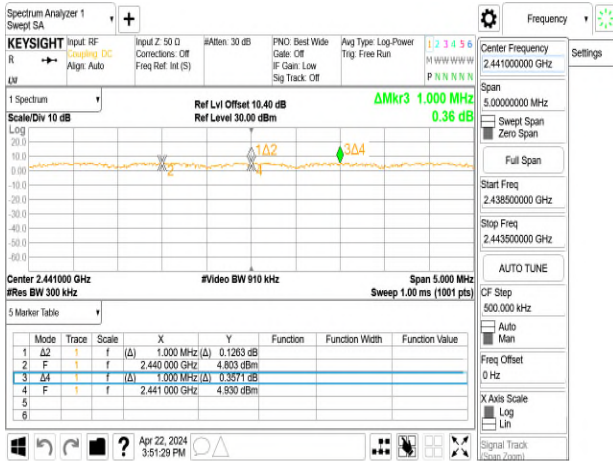 Spectrum Analyzer 1
Swept SA
+
Frequency
KEYSIGHT Input: RF Input Z: 50 Ω #Atten: 30 dB PNO: Best Wide Avg Type: Log-Power 1 2 3 4 5 6
R Coupling: DC Corrections: Off Gate: Off Trig: Free Run M W W W W W
Align: Auto Freq Ref: Int (S) IF Gain: Low
Sig Track: Off P N N N N N
1 Spectrum
Ref Lvl Offset 10.40 dB ΔMkr3 1.000 MHz
Scale/Div 10 dB Ref Level 30.00 dBm 0.36 dB
Log
20.0
10.0
0.00
-10.0
-20.0
-30.0
-40.0
-50.0
-60.0
2
1Δ2
4
3Δ4
Center 2.441000 GHz #Video BW 910 kHz Span 5.000 MHz
#Res BW 300 kHz Sweep 1.00 ms (1001 pts)
5 Marker Table
Mode Trace Scale X Y Function Function Width Function Value
1 Δ2 1 f (Δ) 1.000 MHz (Δ) 0.1263 dB
2 F 1 f 2.440 000 GHz 4.803 dBm
3 Δ4 1 f (Δ) 1.000 MHz (Δ) 0.3571 dB
4 F 1 f 2.441 000 GHz 4.930 dBm
5
6
?
Apr 22, 2024
3:51:29 PM
Center Frequency
2.441000000 GHz
Settings
Span
5.00000000 MHz
Swept Span
Zero Span
Full Span
Start Freq
2.438500000 GHz
Stop Freq
2.443500000 GHz
AUTO TUNE
CF Step
500.000 kHz
Auto
Man
Freq Offset
0 Hz
X Axis Scale
Log
Lin
Signal Track
(Span Zoom)